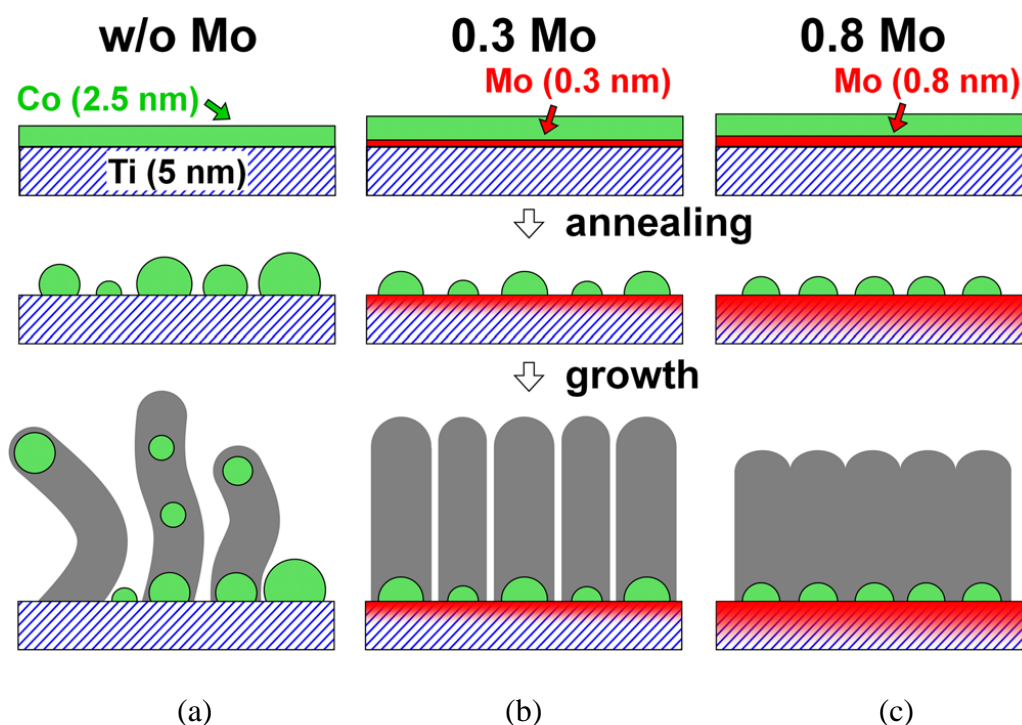 w/o Mo
0.3 Mo
0.8 Mo
Co (2.5 nm)
Mo (0.3 nm)
Mo (0.8 nm)
Ti (5 nm)
annealing
growth
(a)
(b)
(c)